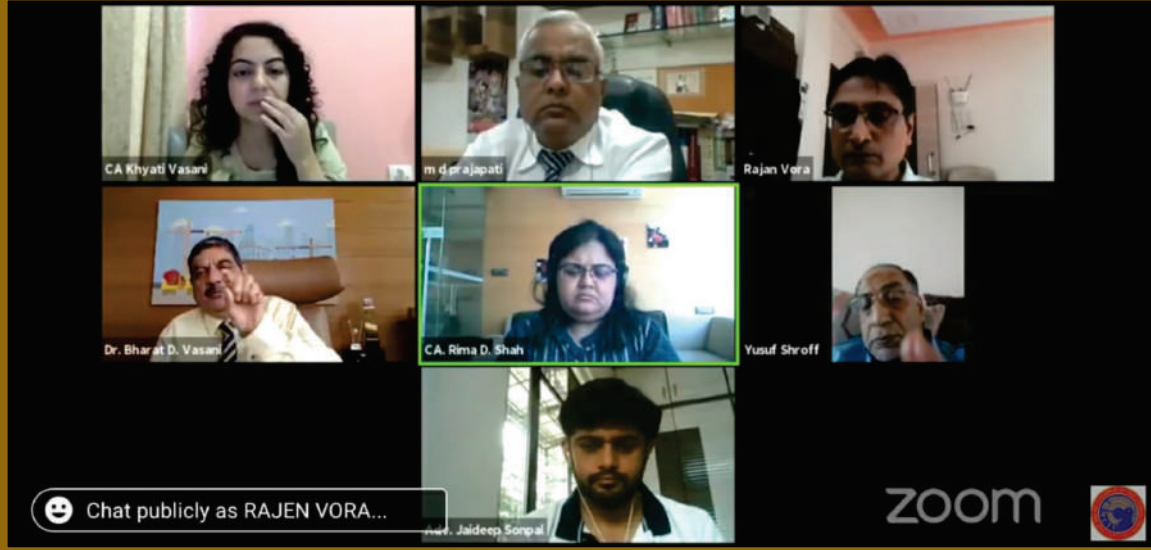 CA Khyati Vasani
m d prajapati
Rajan Vora
Dr. Bharat D. Vasani
CA. Rima D. Shah
Yusuf Shroff
Chat publicly as RAJEN VORA...
Adv. Jaideep Sonpal
zoom